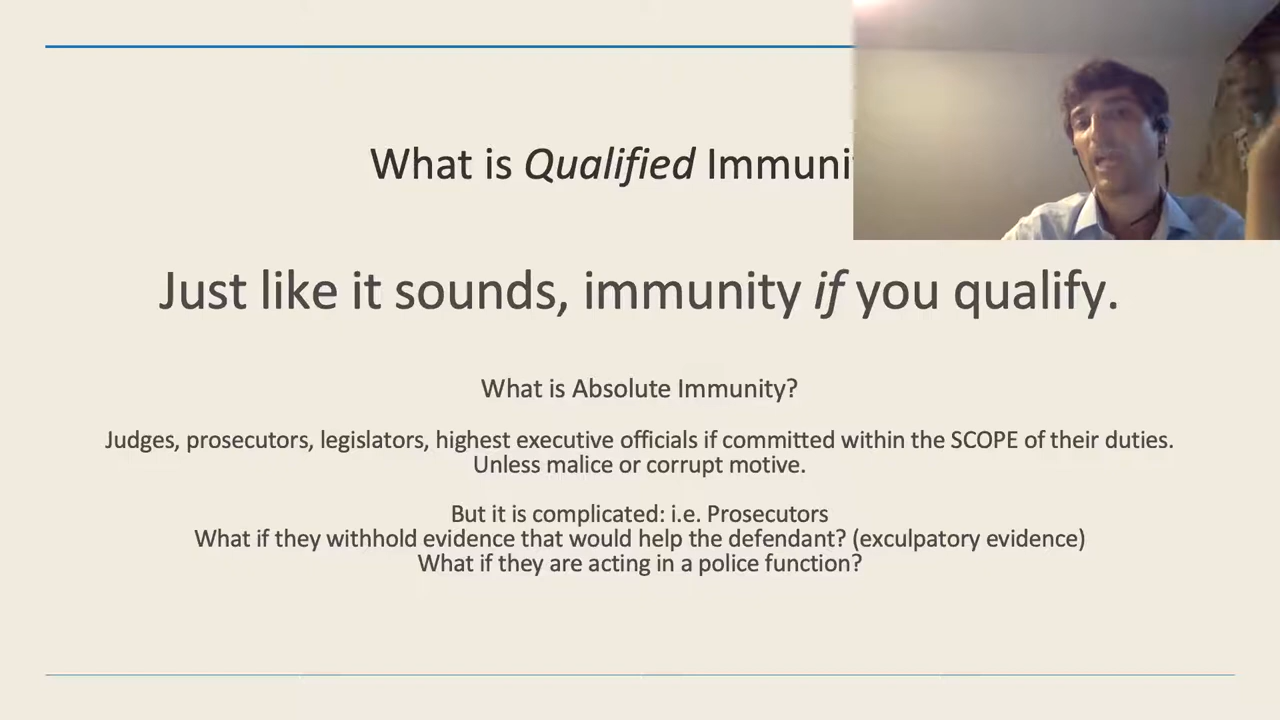 What is Qualified Immuni
Just like it sounds, immunity if you qualify.
What is Absolute Immunity?
Judges, prosecutors, legislators, highest executive officials if committed within the SCOPE of their duties.
Unless malice or corrupt motive.
But it is complicated: i.e. Prosecutors
What if they withhold evidence that would help the defendant? (exculpatory evidence)
What if they are acting in a police function?